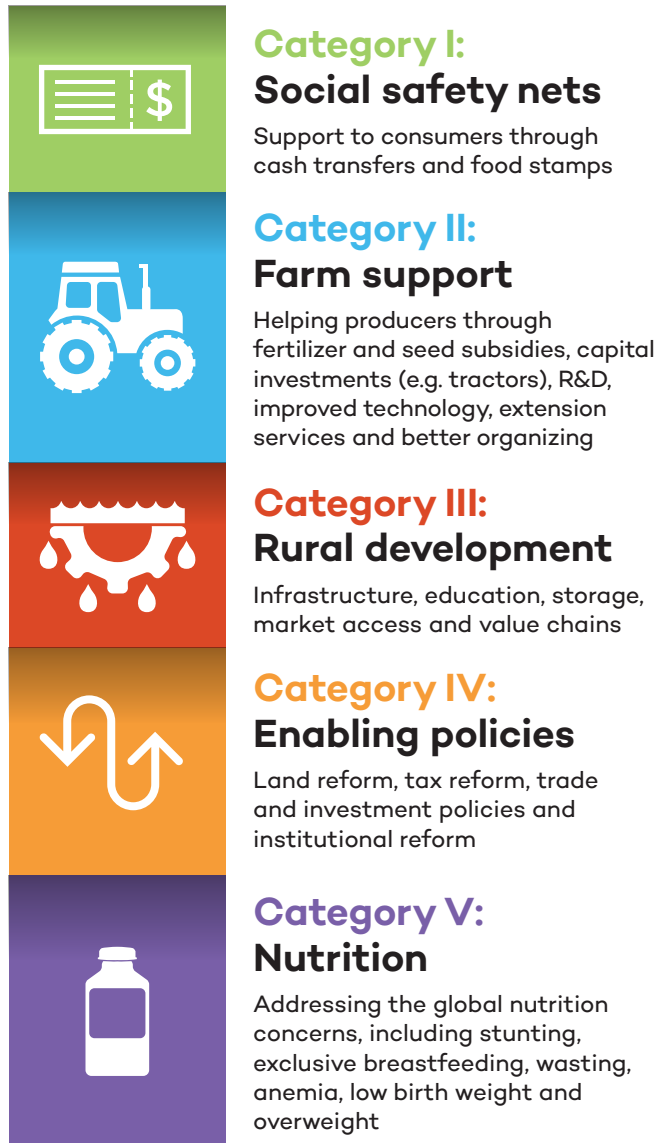 $
Category I:
Social safety nets
Support to consumers through
cash transfers and food stamps
Category II:
Farm support
Helping producers through
fertilizer and seed subsidies, capital
investments (e.g. tractors), R&D,
improved technology, extension
services and better organizing
Category III:
Rural development
Infrastructure, education, storage,
market access and value chains
Category IV:
Enabling policies
Land reform, tax reform, trade
and investment policies and
institutional reform
Category V:
Nutrition
Addressing the global nutrition
concerns, including stunting,
exclusive breastfeeding, wasting,
anemia, low birth weight and
overweight